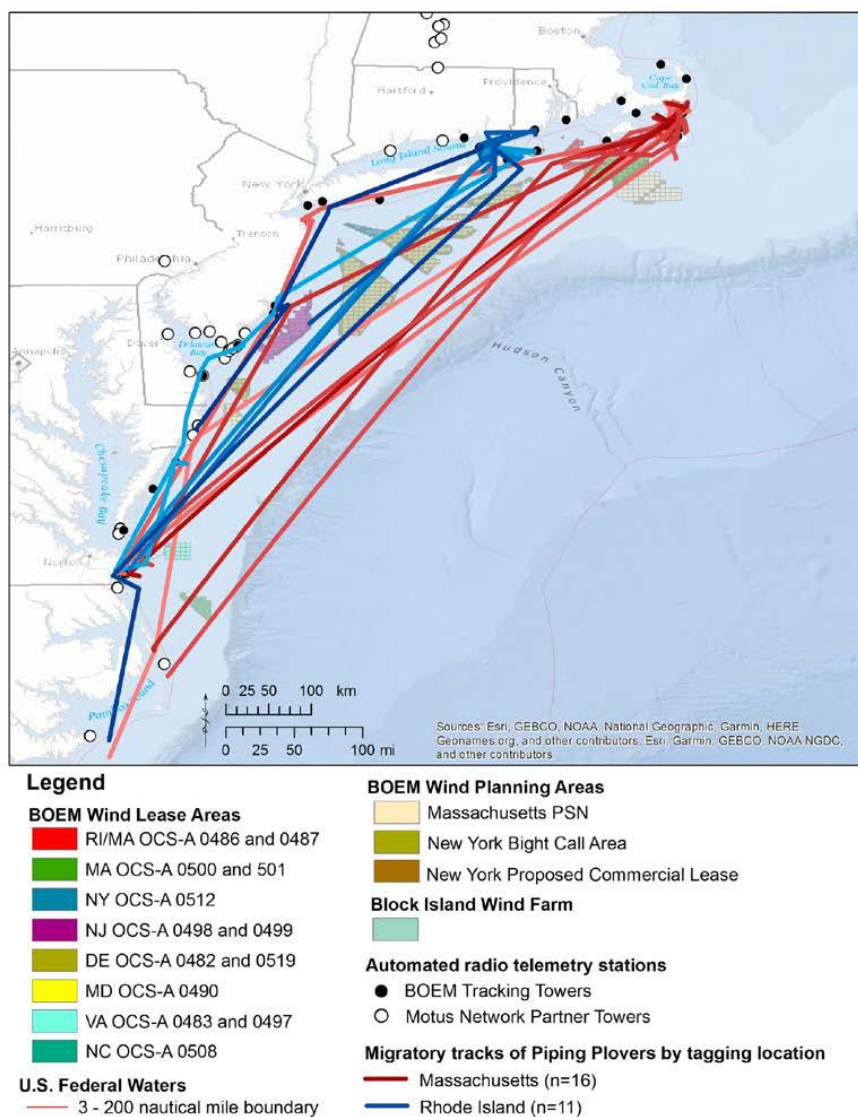 Boston
Cape
Cod Bay
Hartford
Providence
Long Island Sound
New York
Harrisburg
Trenton
Philadelphia
Dover
Delaware
Bay
Annapolis
Hudson
Canyon
Chesapeake Bay
Norfolk
0 25 50 100 km
0 25 50 100 mi
Sources: Esri, GEBCO, NOAA, National Geographic, Garmin, HERE
Geonames.org, and other contributors, Esri, Garmin, GEBCO, NOAA NGDC,
and other contributors
Legend
BOEM Wind Lease Areas
RI/MA OCS-A 0486 and 0487
MA OCS-A 0500 and 501
NY OCS-A 0512
NJ OCS-A 0498 and 0499
DE OCS-A 0482 and 0519
MD OCS-A 0490
VA OCS-A 0483 and 0497
NC OCS-A 0508
U.S. Federal Waters
3 - 200 nautical mile boundary
BOEM Wind Planning Areas
Massachusetts PSN
New York Bight Call Area
New York Proposed Commercial Lease
Block Island Wind Farm
Automated radio telemetry stations
BOEM Tracking Towers
Motus Network Partner Towers
Migratory tracks of Piping Plovers by tagging location
Massachusetts (n=16)
Rhode Island (n=11)